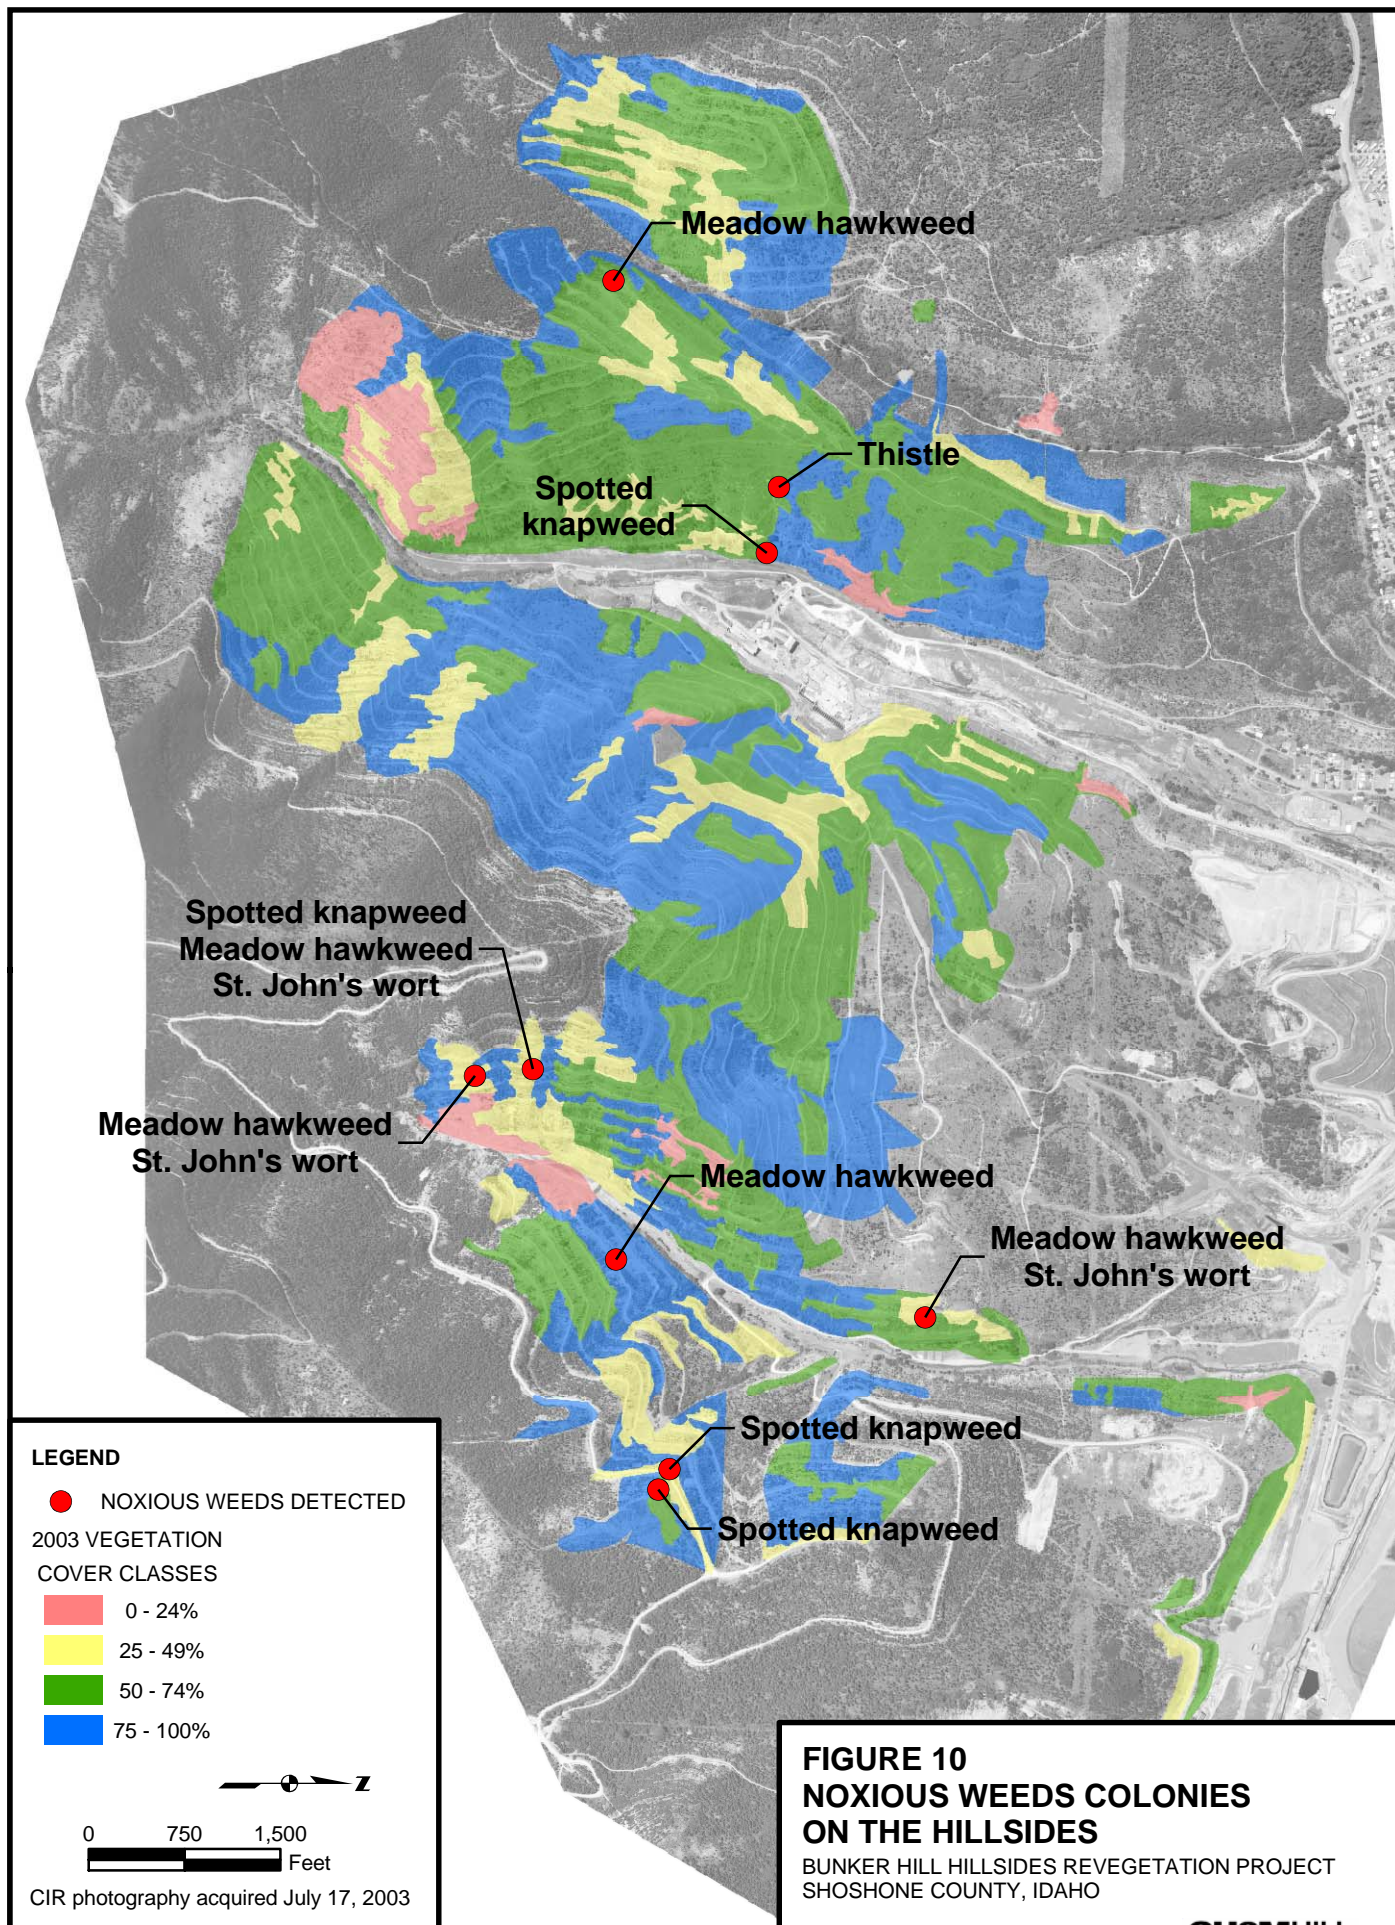 Meadow hawkweed
Thistle
Spotted
knapweed
Spotted knapweed
Meadow hawkweed
St. John's wort
Meadow hawkweed
St. John's wort
Meadow hawkweed
Meadow hawkweed
St. John's wort
Spotted knapweed
Spotted knapweed
LEGEND
NOXIOUS WEEDS DETECTED
2003 VEGETATION
COVER CLASSES
0 - 24%
25 - 49%
50 - 74%
75 - 100%
Z
0 750 1,500
Feet
CIR photography acquired July 17, 2003
FIGURE 10
NOXIOUS WEEDS COLONIES
ON THE HILLSIDES
BUNKER HILL HILLSIDES REVEGETATION PROJECT
SHOSHONE COUNTY, IDAHO